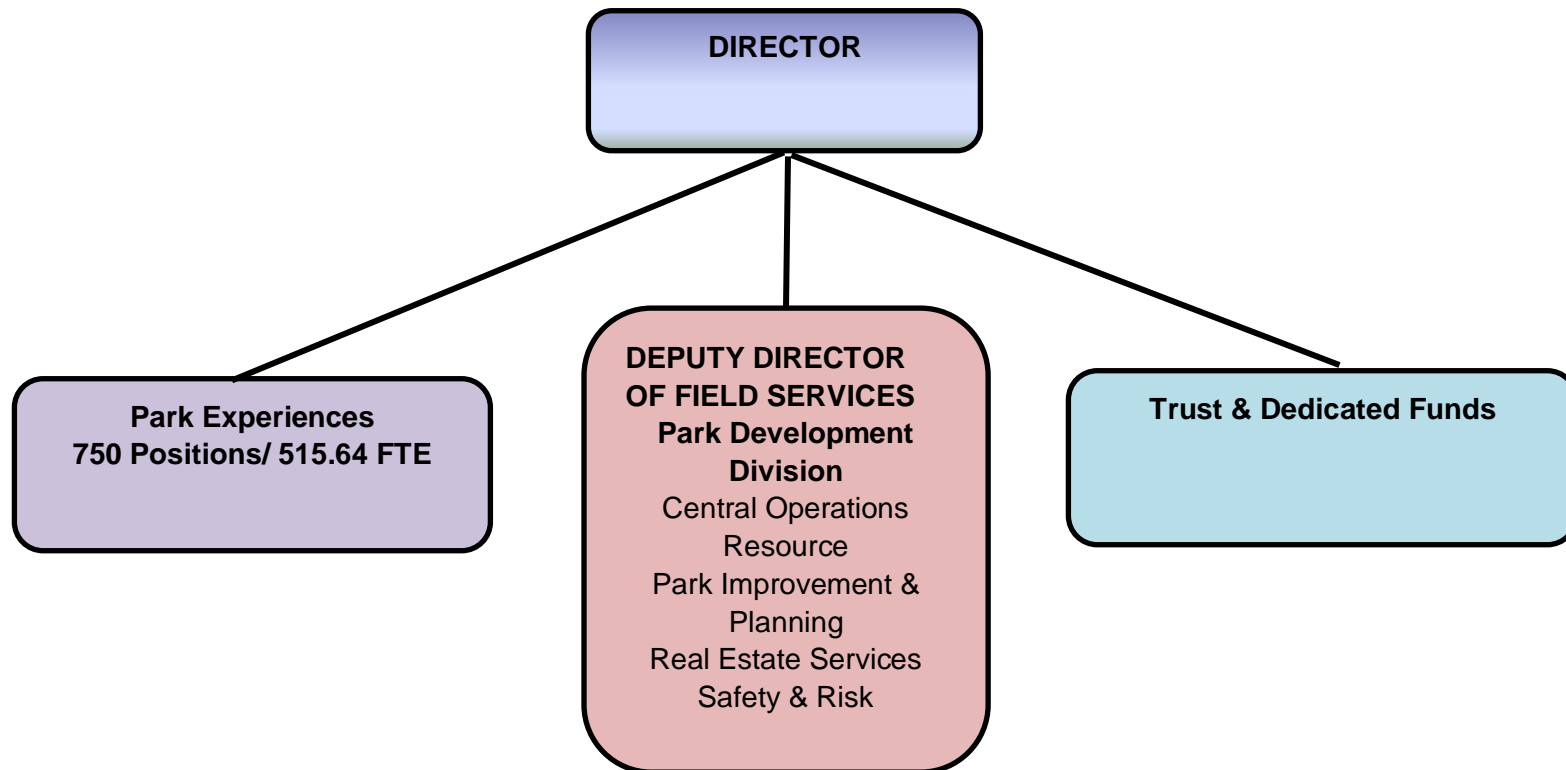 DIRECTOR
Park Experiences
750 Positions/ 515.64 FTE
DEPUTY DIRECTOR
OF FIELD SERVICES
Park Development
Division
Central Operations
Resource
Park Improvement &
Planning
Real Estate Services
Safety & Risk
Trust & Dedicated Funds